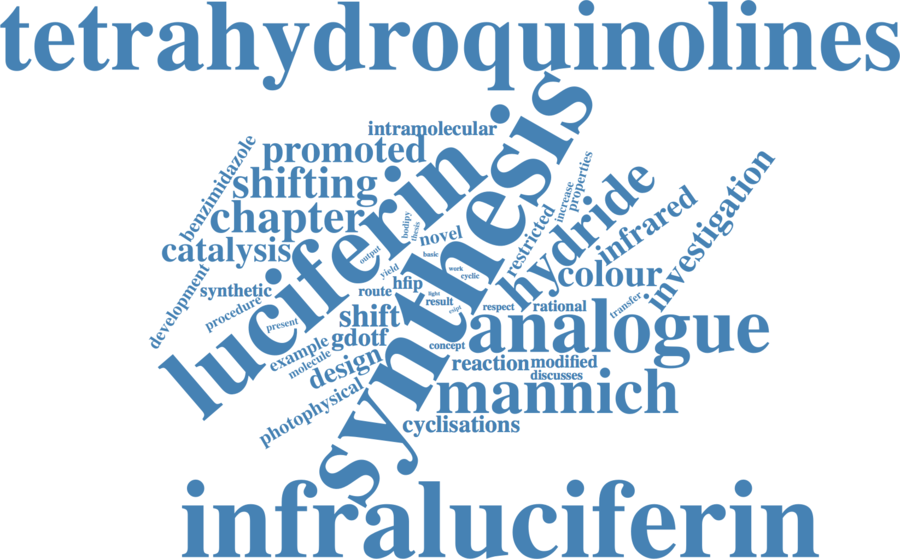 tetrahydroquinolines
synthesis
intramolecular
promoted
luciferin
benzimidazole
shifting
hydride
investigation
properties
increase
chapter
infrared
restricted
bodipy
thesis
novel
catalysis
output
basic
colour
yield
work
cyclic
development
synthetic
route
hfip
light
result
transfer
procedure
respect
rational
present
shift
esipt
analogue
example
gdotf
concept
molecule
design
reaction
modified
discusses
mannich
photophysical
cyclisations
infraluciferin